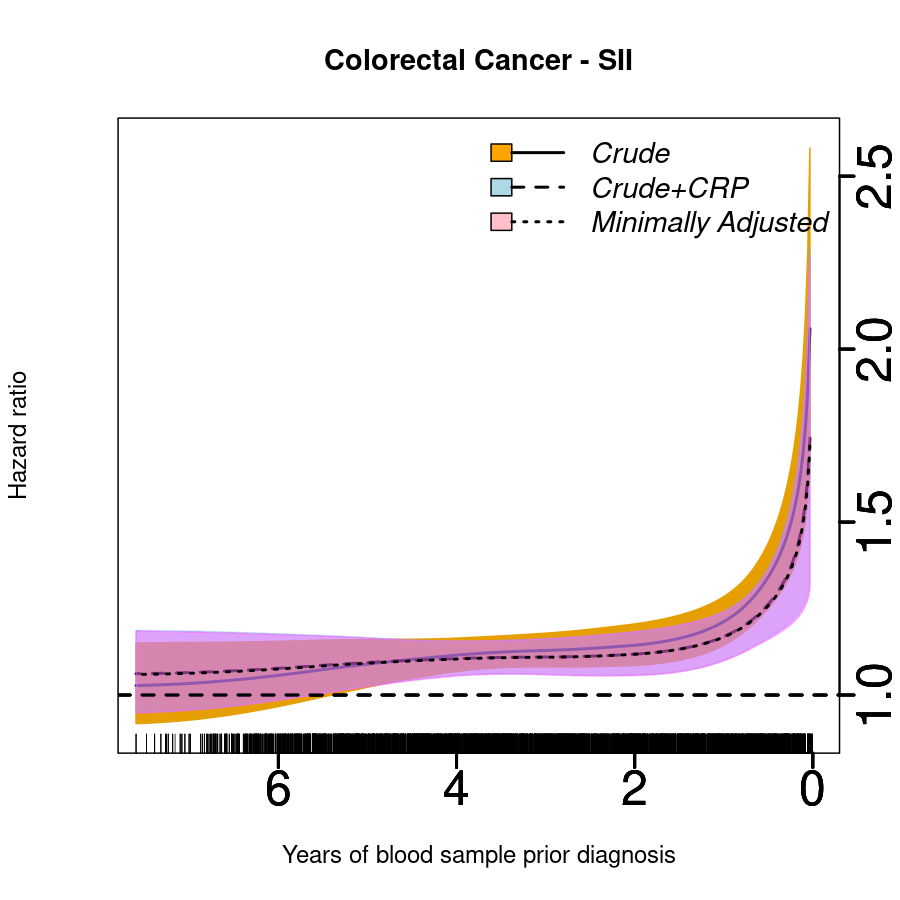 Colorectal Cancer - SII
Crude
Crude+CRP
Minimally Adjusted
Hazard ratio
2.5
2.0
1.5
1.0
6 4 2 0
Years of blood sample prior diagnosis